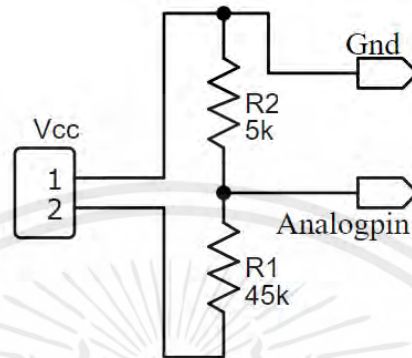 Gnd
R2
5k
Vcc
1
2
Analogpin
R1
45k